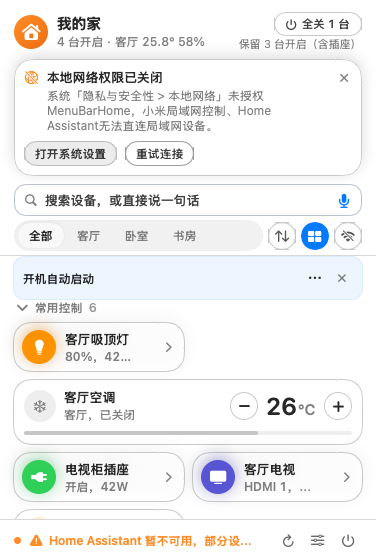 我的家
4 台开启 · 客厅 25.8° 58%
全关 1 台
保留 3 台开启（含插座）
本地网络权限已关闭
系统「隐私与安全性 > 本地网络」未授权
MenuBarHome，小米局域网控制、Home
Assistant无法直连局域网设备。
打开系统设置
重试连接
搜索设备，或直接说一句话
全部
客厅
卧室
书房
开机自动启动
常用控制 6
客厅吸顶灯
80%，42...
客厅空调
客厅，已关闭
26°C
电视柜插座
开启，42W
客厅电视
HDMI 1，...
Home Assistant 暂不可用，部分设...